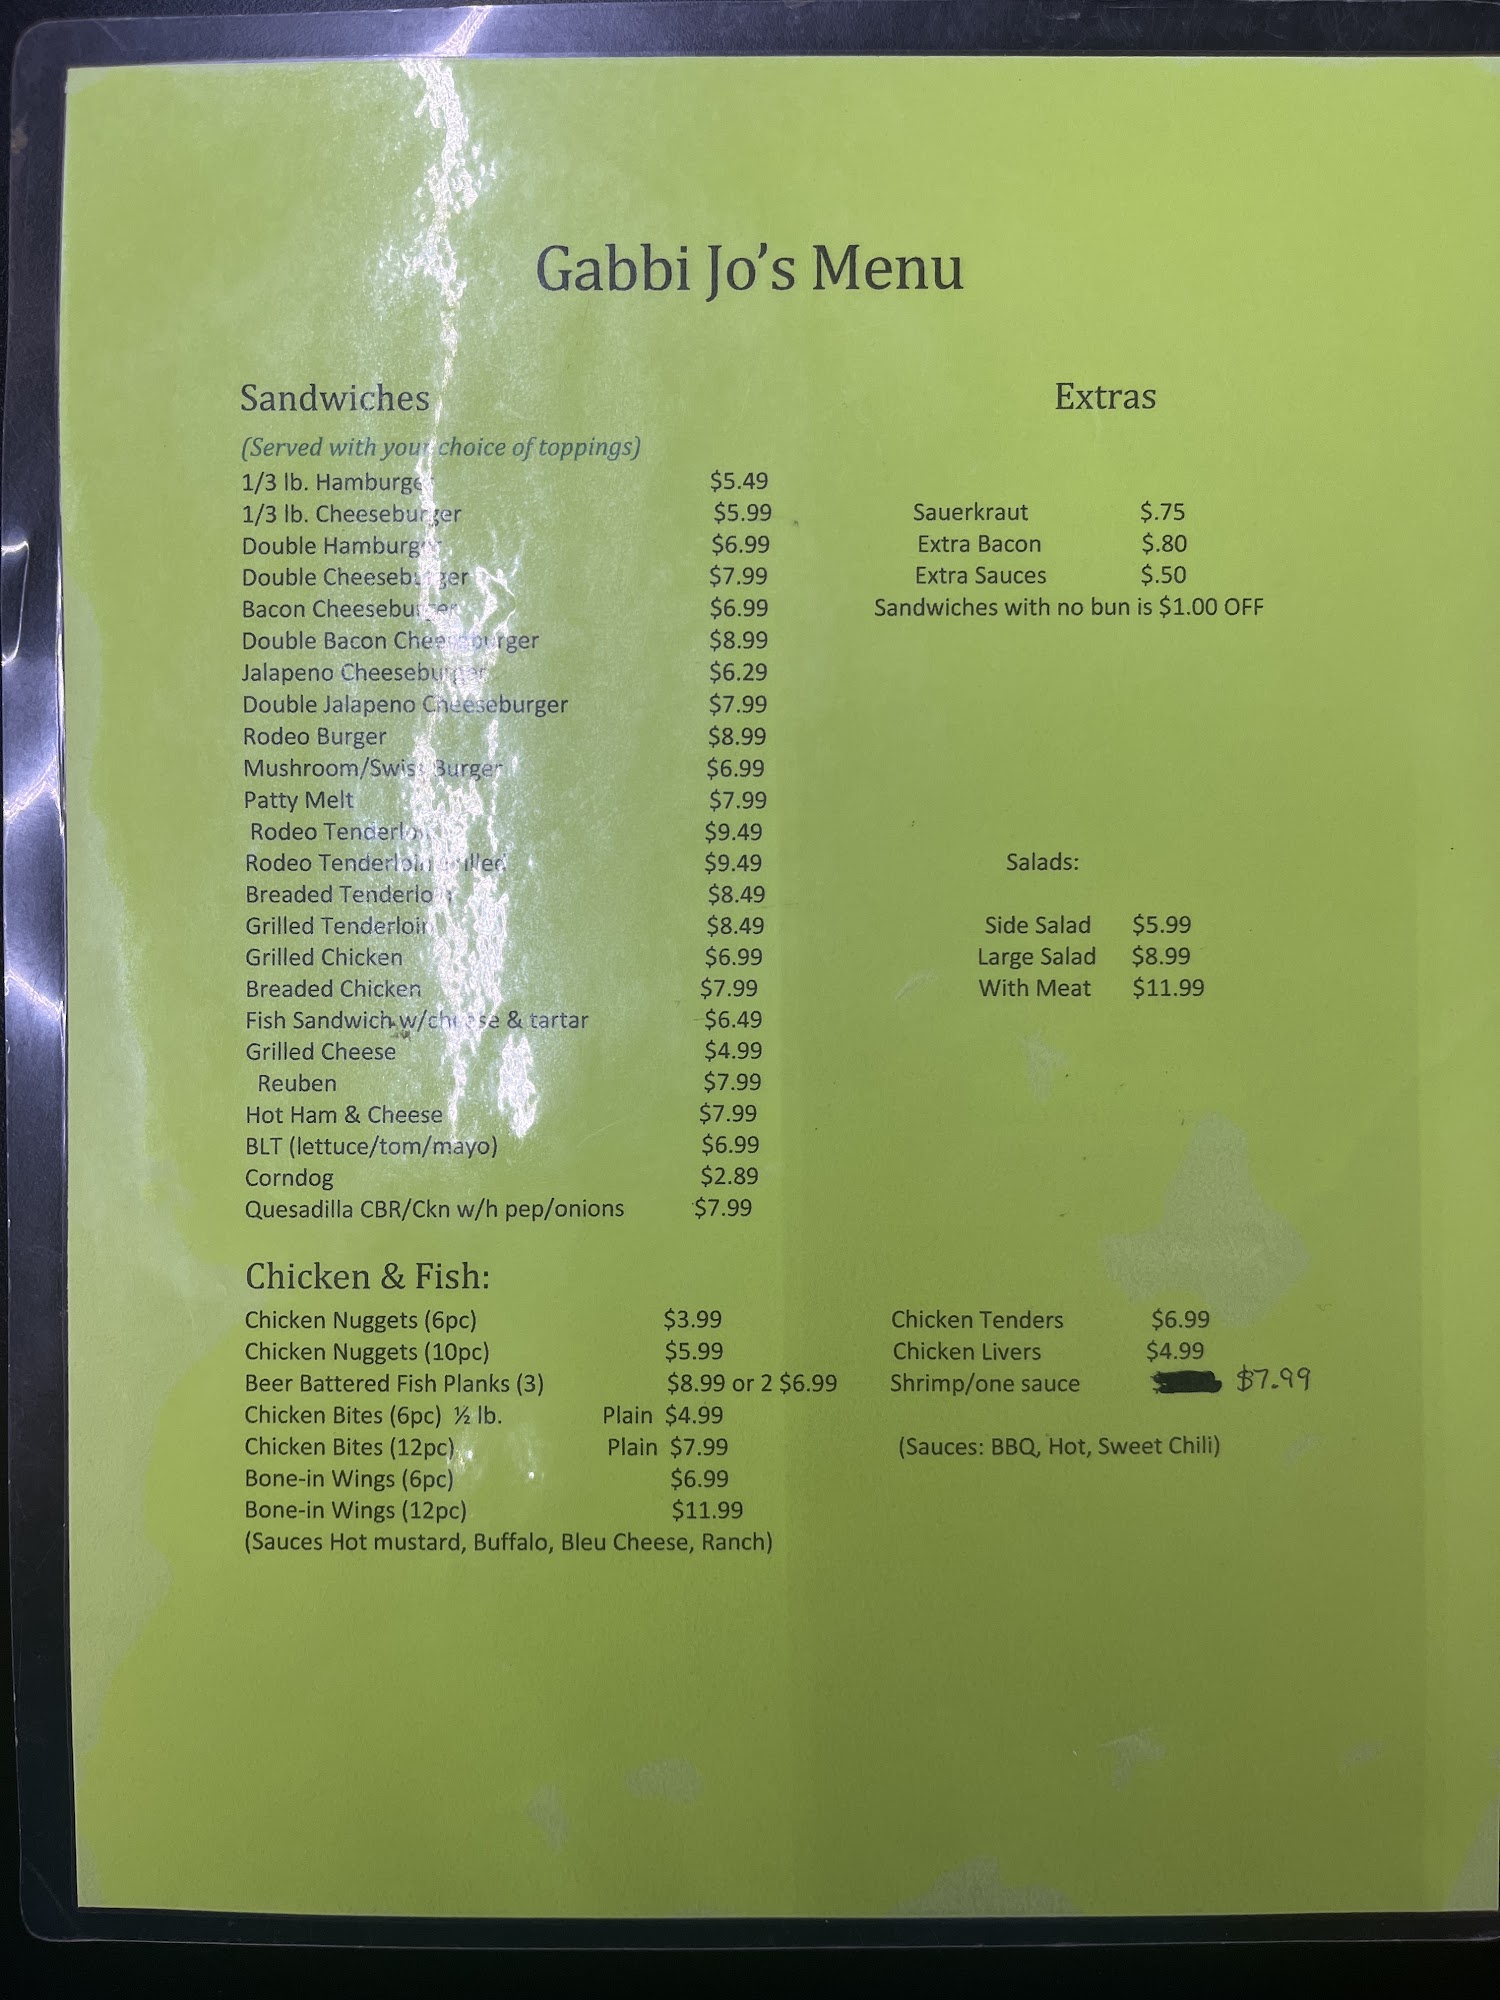 Gabbi Jo's Menu
Sandwiches
(Served with your choice of toppings)
1/3 lb. Hamburger $5.49
1/3 lb. Cheeseburger $5.99
Double Hamburger $6.99
Double Cheeseburger $7.99
Bacon Cheeseburger $6.99
Double Bacon Cheeseburger $8.99
Jalapeno Cheeseburger $6.29
Double Jalapeno Cheeseburger $7.99
Rodeo Burger $8.99
Mushroom/Swiss Burger $6.99
Patty Melt $7.99
Rodeo Tenderloin $9.49
Rodeo Tenderloin grilled $9.49
Breaded Tenderloin $8.49
Grilled Tenderloin $8.49
Grilled Chicken $6.99
Breaded Chicken $7.99
Fish Sandwich w/cheese & tartar $6.49
Grilled Cheese $4.99
Reuben $7.99
Hot Ham & Cheese $7.99
BLT (lettuce/tom/mayo) $6.99
Corndog $2.89
Quesadilla CBR/Ckn w/h pep/onions $7.99
Extras
Sauerkraut $.75
Extra Bacon $.80
Extra Sauces $.50
Sandwiches with no bun is $1.00 OFF
Salads:
Side Salad $5.99
Large Salad $8.99
With Meat $11.99
Chicken & Fish:
Chicken Nuggets (6pc) $3.99
Chicken Nuggets (10pc) $5.99
Beer Battered Fish Planks (3) $8.99 or 2 $6.99
Chicken Bites (6pc) ½ lb. Plain $4.99
Chicken Bites (12pc) Plain $7.99
Bone-in Wings (6pc) $6.99
Bone-in Wings (12pc) $11.99
(Sauces Hot mustard, Buffalo, Bleu Cheese, Ranch)
Chicken Tenders $6.99
Chicken Livers $4.99
Shrimp/one sauce $7.99
(Sauces: BBQ, Hot, Sweet Chili)